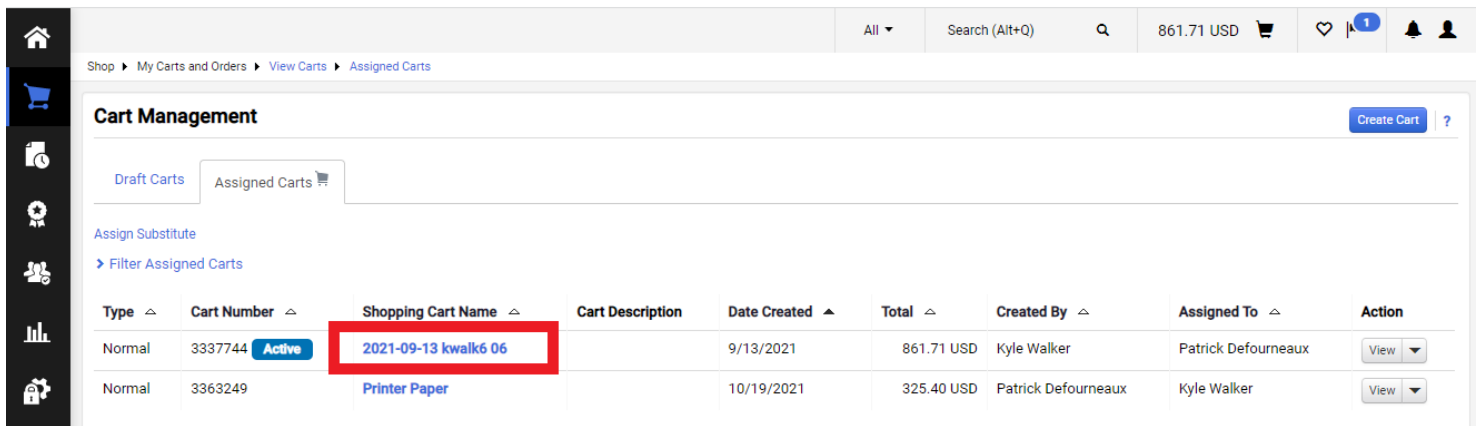 All Search (Alt+Q) 861.71 USD 1
Shop My Carts and Orders View Carts Assigned Carts
Cart Management
Create Cart ?
Draft Carts Assigned Carts
Assign Substitute
Filter Assigned Carts
Type Cart Number Shopping Cart Name Cart Description Date Created Total Created By Assigned To Action
Normal 3337744 Active 2021-09-13 kwalk6 06 9/13/2021 861.71 USD Kyle Walker Patrick Defourneaux View
Normal 3363249 Printer Paper 10/19/2021 325.40 USD Patrick Defourneaux Kyle Walker View